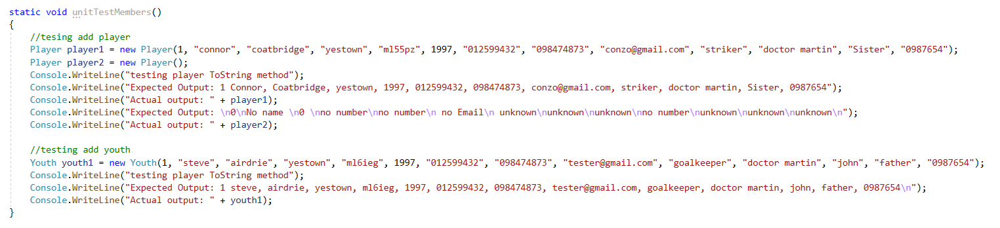 static void unitTestMembers()
{
    //tesing add player
    Player player1 = new Player(1, "connor", "coatbridge", "yestown", "ml55pz", 1997, "012599432", "098474873", "conzo@gmail.com", "striker", "doctor martin", "Sister", "0987654");
    Player player2 = new Player();
    Console.WriteLine("testing player ToString method");
    Console.WriteLine("Expected Output: 1 Connor, Coatbridge, yestown, 1997, 012599432, 098474873, conzo@gmail.com, striker, doctor martin, Sister, 0987654");
    Console.WriteLine("Actual output: " + player1);
    Console.WriteLine("Expected Output: \n0\nNo name \n0 \nno number\nno number\n no Email\n unknown\nunknown\nunknown\nno number\nunknown\nunknown\nunknown\n");
    Console.WriteLine("Actual output: " + player2);

    //testing add youth
    Youth youth1 = new Youth(1, "steve", "airdrie", "yestown", "ml6ieg", 1997, "012599432", "098474873", "tester@gmail.com", "goalkeeper", "doctor martin", "john", "father", "0987654");
    Console.WriteLine("testing player ToString method");
    Console.WriteLine("Expected Output: 1 steve, airdrie, yestown, ml6ieg, 1997, 012599432, 098474873, tester@gmail.com, goalkeeper, doctor martin, john, father, 0987654\n");
    Console.WriteLine("Actual output: " + youth1);
}